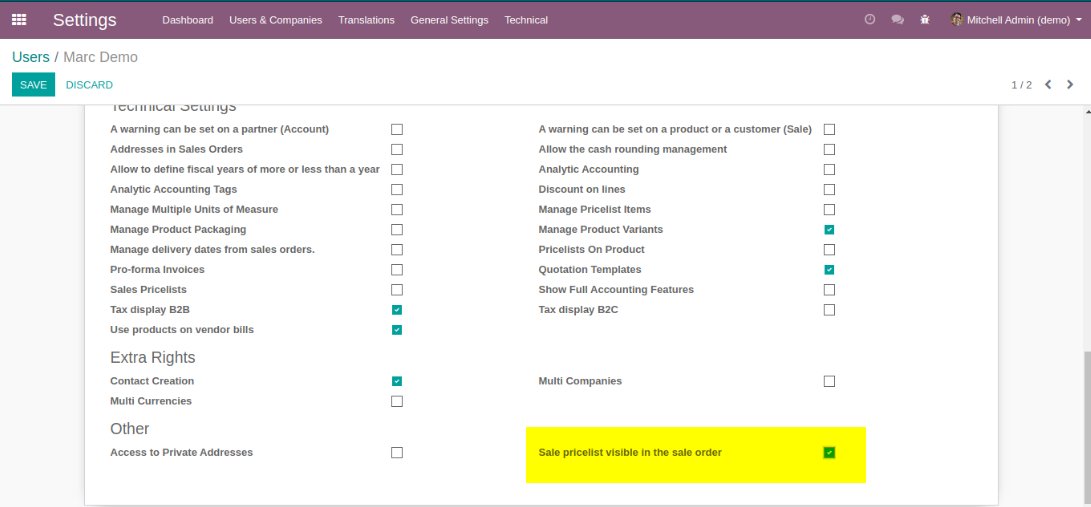 Settings Dashboard Users & Companies Translations General Settings Technical Mitchell Admin (demo)
Users / Marc Demo
SAVE DISCARD 1 / 2
Technical Settings
A warning can be set on a partner (Account) A warning can be set on a product or a customer (Sale)
Addresses in Sales Orders Allow the cash rounding management
Allow to define fiscal years of more or less than a year Analytic Accounting
Analytic Accounting Tags Discount on lines
Manage Multiple Units of Measure Manage Pricelist Items
Manage Product Packaging Manage Product Variants
Manage delivery dates from sales orders. Pricelists On Product
Pro-forma Invoices Quotation Templates
Sales Pricelists Show Full Accounting Features
Tax display B2B Tax display B2C
Use products on vendor bills
Extra Rights
Contact Creation Multi Companies
Multi Currencies
Other
Access to Private Addresses Sale pricelist visible in the sale order